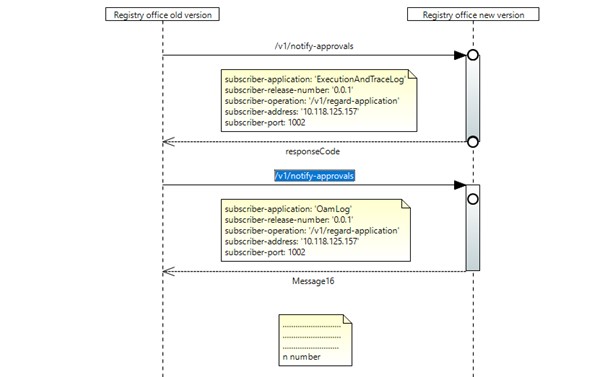 Registry office old version
Registry office new version
/v1/notify-approvals
subscriber-application: 'ExecutionAndTraceLog'
subscriber-release-number: '0.0.1'
subscriber-operation: '/v1/regard-application'
subscriber-address: '10.118.125.157'
subscriber-port: 1002
responseCode
/v1/notify-approvals
subscriber-application: 'OamLog'
subscriber-release-number: '0.0.1'
subscriber-operation: '/v1/regard-application'
subscriber-address: '10.118.125.157'
subscriber-port: 1002
Message16
............................
............................
...........................
n number